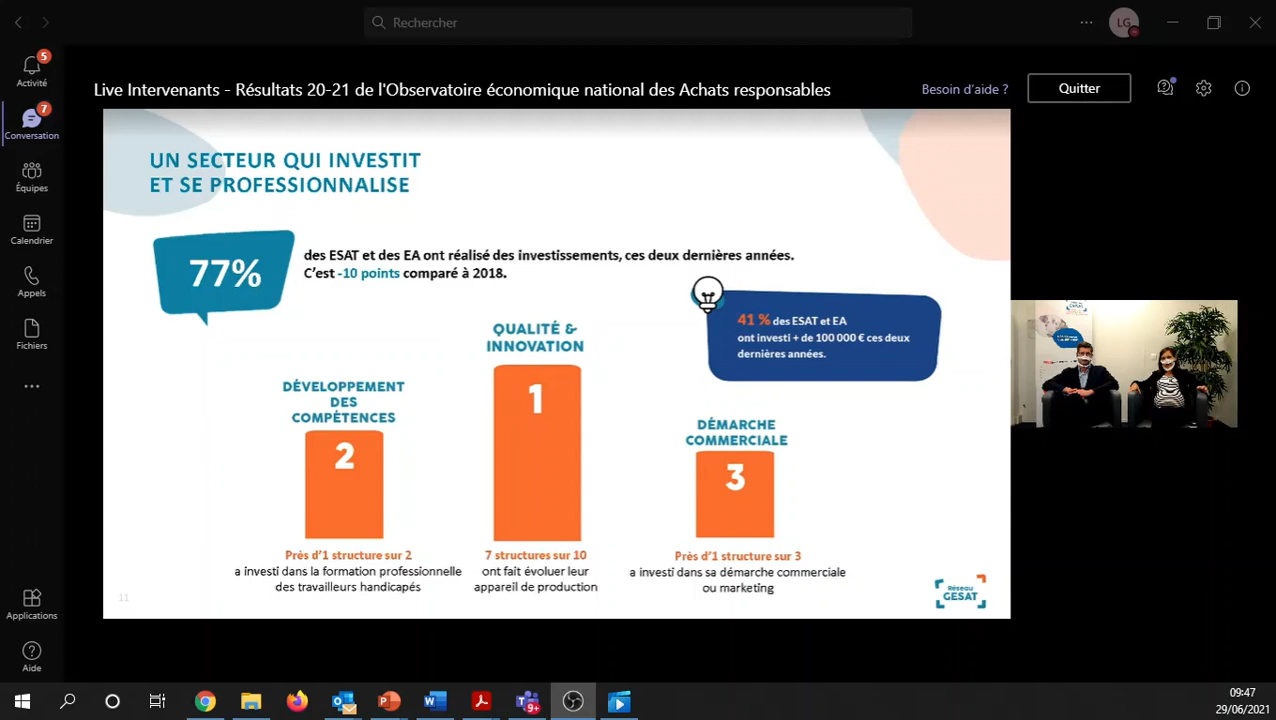 Rechercher
LG
5
Activité
7
Conversation
Équipes
Calendrier
Appels
Fichiers
Applications
Aide
Live Intervenants - Résultats 20-21 de l'Observatoire économique national des Achats responsables
Besoin d'aide ?
Quitter
UN SECTEUR QUI INVESTIT
ET SE PROFESSIONNALISE
77%
des ESAT et des EA ont réalisé des investissements, ces deux dernières années.
C'est -10 points comparé à 2018.
41 % des ESAT et EA
ont investi + de 100 000 € ces deux
dernières années.
DÉVELOPPEMENT
DES
COMPÉTENCES
2
Près d'1 structure sur 2
a investi dans la formation professionnelle
des travailleurs handicapés
QUALITÉ &
INNOVATION
1
7 structures sur 10
ont fait évoluer leur
appareil de production
DÉMARCHE
COMMERCIALE
3
Près d'1 structure sur 3
a investi dans sa démarche commerciale
ou marketing
11
Réseau
GESAT
9+
09:47
29/06/2021